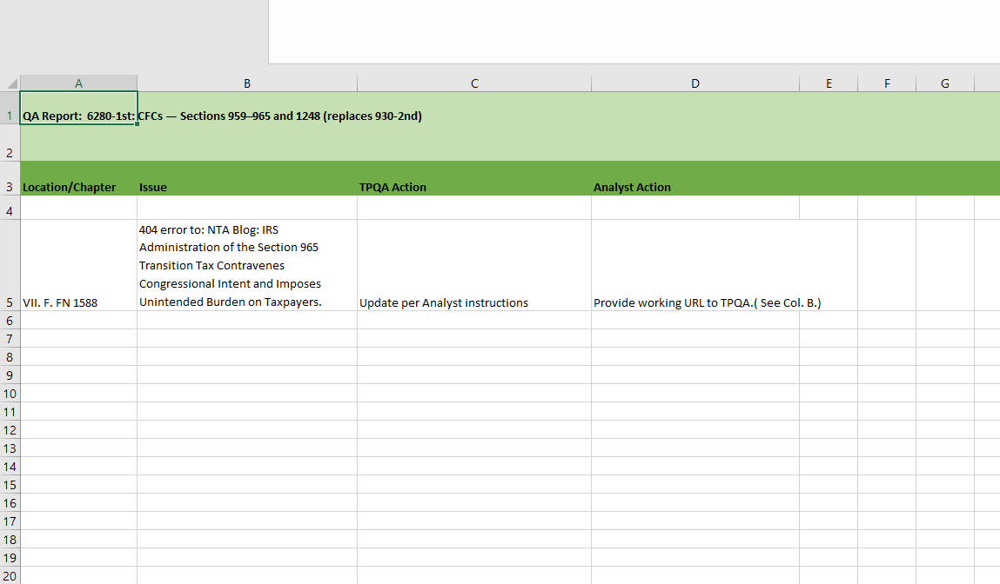 A B C D E F G
1 QA Report:  6280-1st: CFCs — Sections 959–965 and 1248 (replaces 930-2nd)
2
3 Location/Chapter Issue TPQA Action Analyst Action
4
404 error to: NTA Blog: IRS
Administration of the Section 965
Transition Tax Contravenes
Congressional Intent and Imposes
5 VII. F. FN 1588 Unintended Burden on Taxpayers. Update per Analyst instructions Provide working URL to TPQA.( See Col. B.)
6
7
8
9
10
11
12
13
14
15
16
17
18
19
20